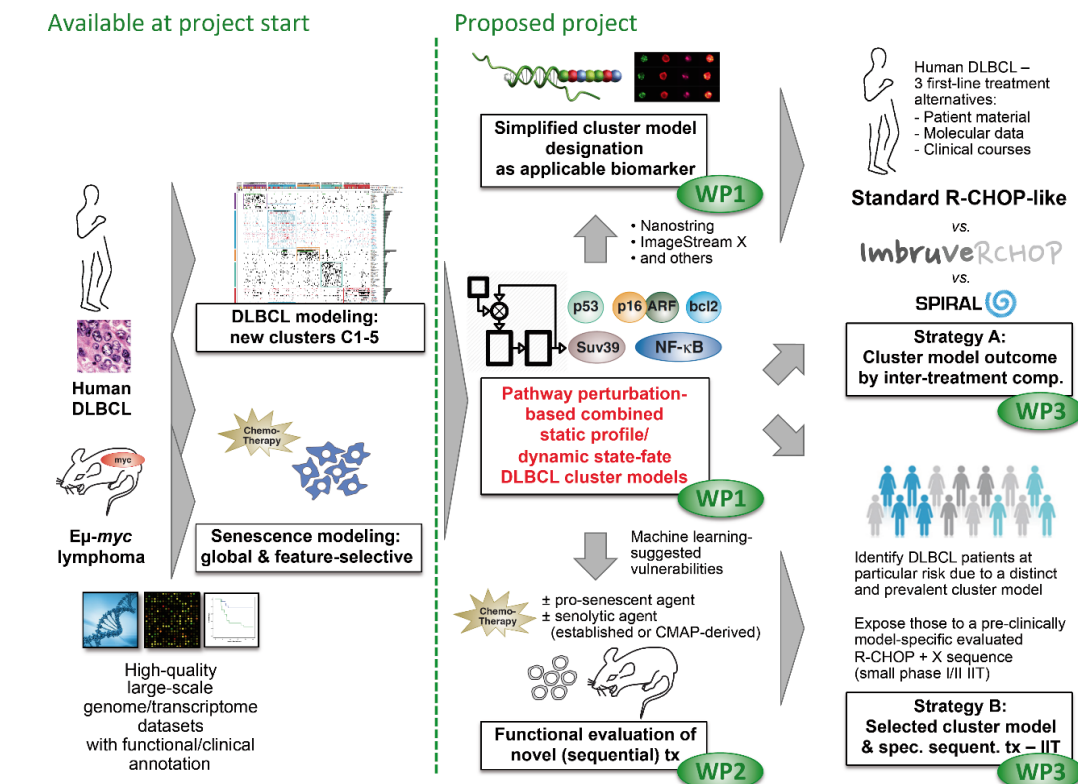 Available at project start
Human
DLBCL
myc
Eµ-myc
lymphoma
High-quality
large-scale
genome/transcriptome
datasets
with functional/clinical
annotation
DLBCL modeling:
new clusters C1-5
Chemo-
Therapy
Senescence modeling:
global & feature-selective
Proposed project
Simplified cluster model
designation
as applicable biomarker
WP1
• Nanostring
• ImageStream X
• and others
p53
p16
ARF
bcl2
Suv39
NF-κB
Pathway perturbation-
based combined
static profile/
dynamic state-fate
DLBCL cluster models
WP1
Machine learning-
suggested
vulnerabilities
Chemo-
Therapy
± pro-senescent agent
± senolytic agent
(established or CMAP-derived)
Functional evaluation of
novel (sequential) tx
WP2
Human DLBCL –
3 first-line treatment
alternatives:
- Patient material
- Molecular data
- Clinical courses
Standard R-CHOP-like
vs.
ImbruveRCHOP
vs.
SPIRAL
Strategy A:
Cluster model outcome
by inter-treatment comp.
WP3
Identify DLBCL patients at
particular risk due to a distinct
and prevalent cluster model
Expose those to a pre-clinically
model-specific evaluated
R-CHOP + X sequence
(small phase I/II IIT)
Strategy B:
Selected cluster model
& spec. sequent. tx – IIT
WP3